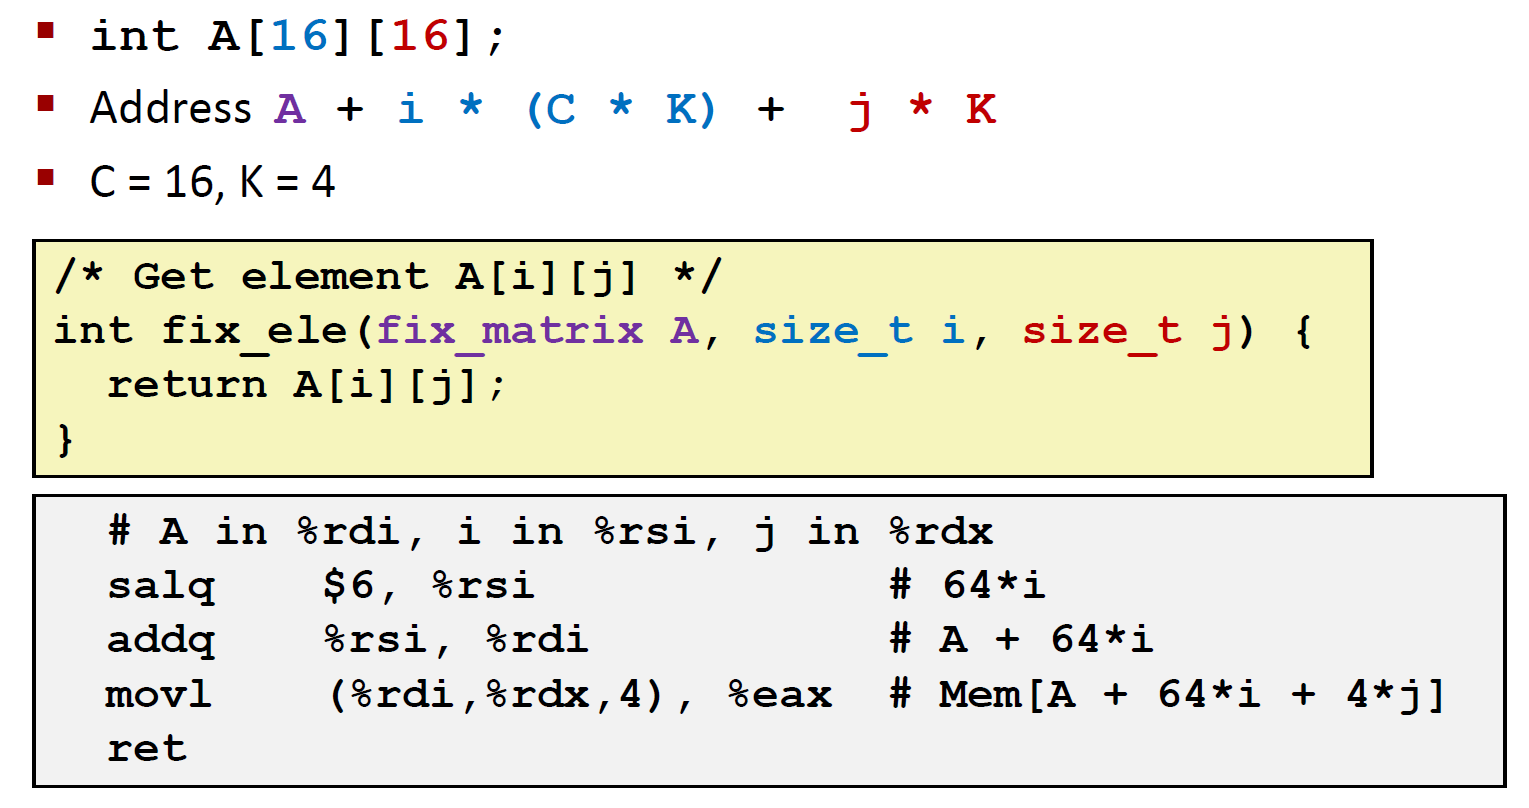 ▪ int A[16][16];
▪ Address A + i * (C * K) + j * K
▪ C = 16, K = 4
/* Get element A[i][j] */
int fix_ele(fix_matrix A, size_t i, size_t j) {
  return A[i][j];
}
# A in %rdi, i in %rsi, j in %rdx
salq    $6, %rsi             # 64*i
addq    %rsi, %rdi           # A + 64*i
movl    (%rdi,%rdx,4), %eax  # Mem[A + 64*i + 4*j]
ret